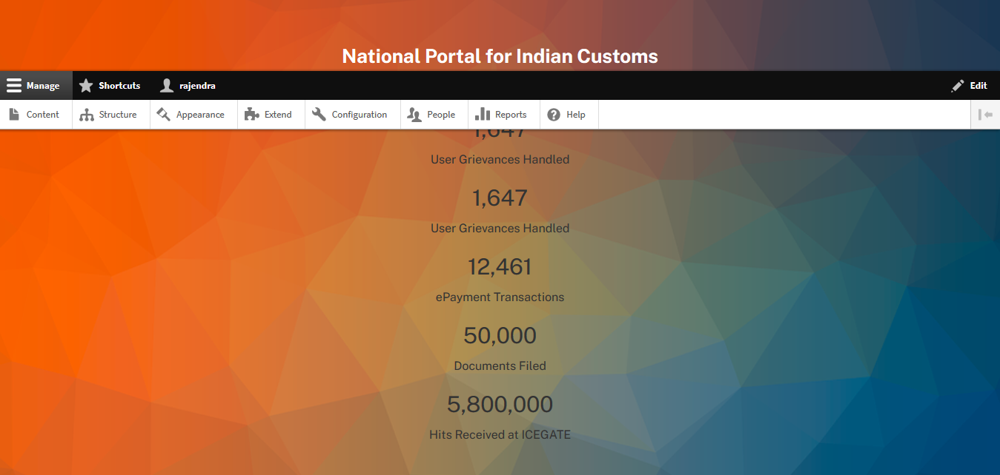 National Portal for Indian Customs
Manage Shortcuts rajendra Edit
Content Structure Appearance Extend Configuration People Reports Help
1,647
User Grievances Handled
1,647
User Grievances Handled
12,461
ePayment Transactions
50,000
Documents Filed
5,800,000
Hits Received at ICEGATE